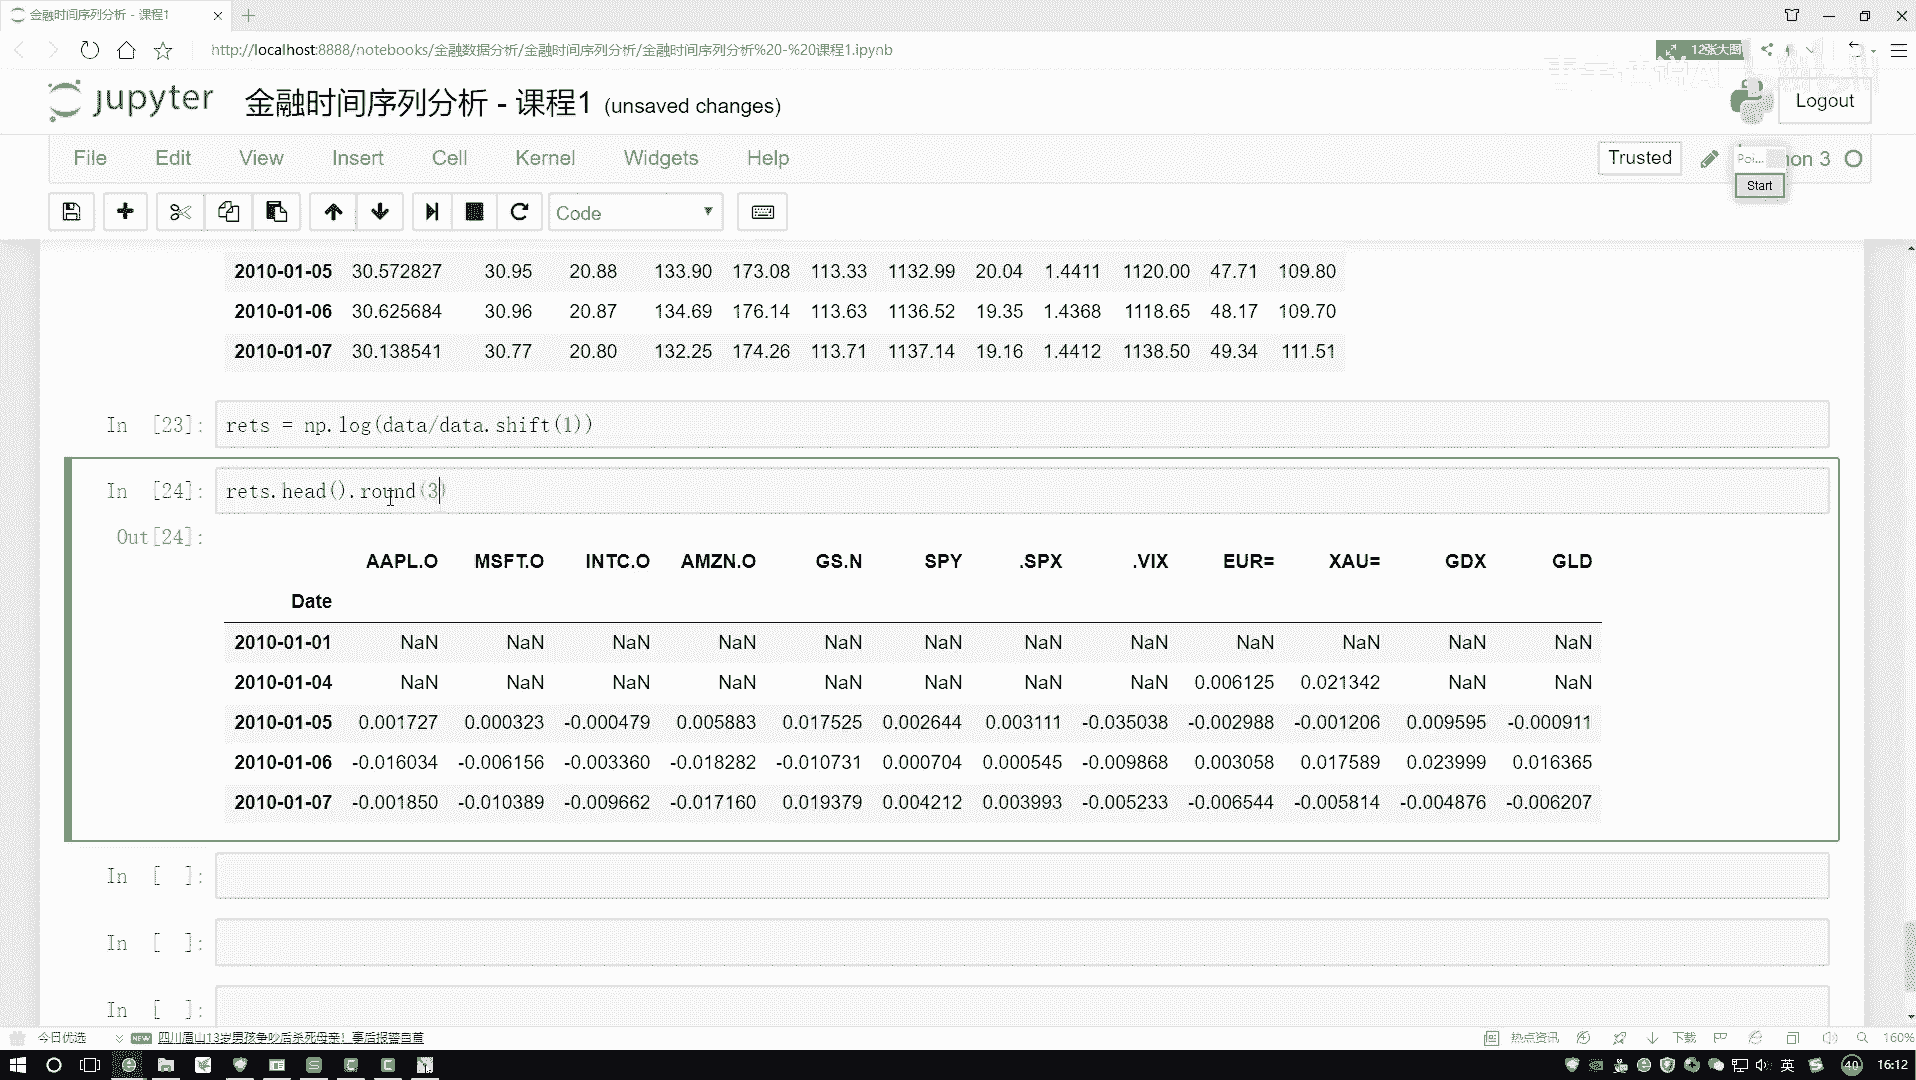 金融时间序列分析 - 课程1
http://localhost:8888/notebooks/金融数据分析/金融时间序列分析/金融时间序列分析%20-%20课程1.ipynb
12张大图
jupyter 金融时间序列分析 - 课程1 (unsaved changes)
Logout
File Edit View Insert Cell Kernel Widgets Help
Trusted
Poi... on 3
Start
Code
2010-01-05 30.572827 30.95 20.88 133.90 173.08 113.33 1132.99 20.04 1.4411 1120.00 47.71 109.80
2010-01-06 30.625684 30.96 20.87 134.69 176.14 113.63 1136.52 19.35 1.4368 1118.65 48.17 109.70
2010-01-07 30.138541 30.77 20.80 132.25 174.26 113.71 1137.14 19.16 1.4412 1138.50 49.34 111.51
In [23]: rets = np.log(data/data.shift(1))
In [24]: rets.head().round(3)
Out[24]:
AAPL.O MSFT.O INTC.O AMZN.O GS.N SPY .SPX .VIX EUR= XAU= GDX GLD
Date
2010-01-01 NaN NaN NaN NaN NaN NaN NaN NaN NaN NaN NaN NaN
2010-01-04 NaN NaN NaN NaN NaN NaN NaN NaN 0.006125 0.021342 NaN NaN
2010-01-05 0.001727 0.000323 -0.000479 0.005883 0.017525 0.002644 0.003111 -0.035038 -0.002988 -0.001206 0.009595 -0.000911
2010-01-06 -0.016034 -0.006156 -0.003360 -0.018282 -0.010731 0.000704 0.000545 -0.009868 0.003058 0.017589 0.023999 0.016365
2010-01-07 -0.001850 -0.010389 -0.009662 -0.017160 0.019379 0.004212 0.003993 -0.005233 -0.006544 -0.005814 -0.004876 -0.006207
In [ ]:
In [ ]:
In [ ]:
今日优选 NEW 四川眉山13岁男孩争吵后杀死母亲！事后报警自首
热点资讯 下载 160%
英 40 16:12